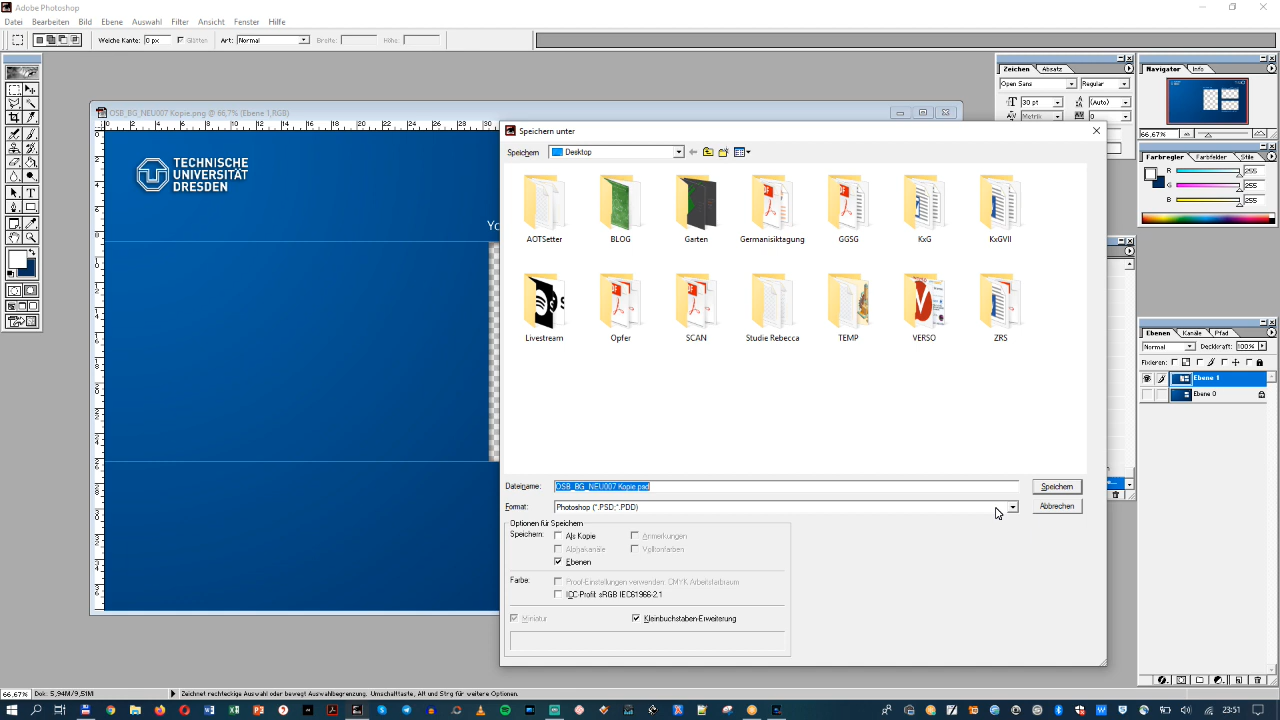 Adobe Photoshop
Datei Bearbeiten Bild Ebene Auswahl Filter Ansicht Fenster Hilfe
Weiche Kante: 0 px Glätten Art: Normal Breite: Höhe:
Zeichen Absatz
Open Sans Regular
30 pt (Auto)
Metrik 0
Navigator Info
66,67%
Farbregler Farbfelder Stile
R 255
G 255
B 255
OSB_BG_NEU007 Kopie.png @ 66,7% (Ebene 1,RGB)
TECHNISCHE
UNIVERSITÄT
DRESDEN
Speichern unter
Speichern Desktop
AOTSetter BLOG Garten Germanisiktagung GGSG KxG KxGVII
Livestream Opfer SCAN Studie Rebecca TEMP VERSO ZRS
Dateiname: OSB_BG_NEU007 Kopie.psd Speichern
Format: Photoshop (*.PSD;*.PDD) Abbrechen
Optionen für Speichern
Speichern: Als Kopie Anmerkungen
Alphakanäle Volltonfarben
Ebenen
Farbe: Proof-Einstellungen verwenden: CMYK Arbeitsfarbraum
ICC-Profil: sRGB IEC61966-2.1
Miniatur Kleinbuchstaben-Erweiterung
Ebenen Kanäle Pfad
Normal Deckkraft: 100%
Fixieren:
Ebene 1
Ebene 0
66.67% Dok: 5,94M/9,51M Zeichnet rechteckige Auswahl oder bewegt Auswahlbegrenzung. Umschalttaste, Alt und Strg für weitere Optionen.
23:51